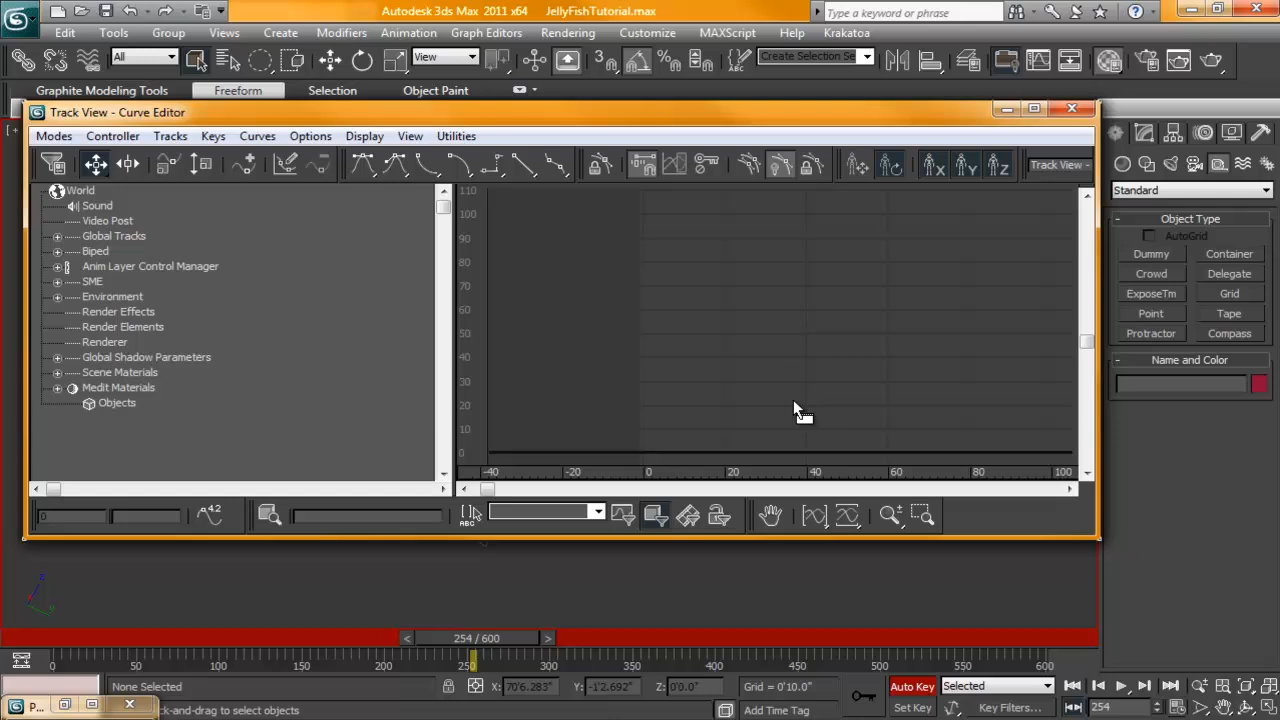 Autodesk 3ds Max 2011 x64 JellyFishTutorial.max Type a keyword or phrase
Edit Tools Group Views Create Modifiers Animation Graph Editors Rendering Customize MAXScript Help Krakatoa
All View 3 Create Selection Se
Graphite Modeling Tools Freeform Selection Object Paint
Track View - Curve Editor
Modes Controller Tracks Keys Curves Options Display View Utilities
X Y Z Track View -
World
Sound
Video Post
Global Tracks
Biped
Anim Layer Control Manager
SME
Environment
Render Effects
Render Elements
Renderer
Global Shadow Parameters
Scene Materials
Medit Materials
Objects
110
100
90
80
70
60
50
40
30
20
10
0
-40 -20 0 20 40 60 80 100
0 4.2 ABC
Standard
Object Type
AutoGrid
Dummy Container
Crowd Delegate
ExposeTm Grid
Point Tape
Protractor Compass
Name and Color
< 254 / 600 >
0 50 100 150 200 250 300 350 400 450 500 550 600
None Selected X: 70'6.283" Y: -1'2.692" Z: 0'0.0" Grid = 0'10.0" Auto Key Selected
P... ck-and-drag to select objects Add Time Tag Set Key Key Filters... 254